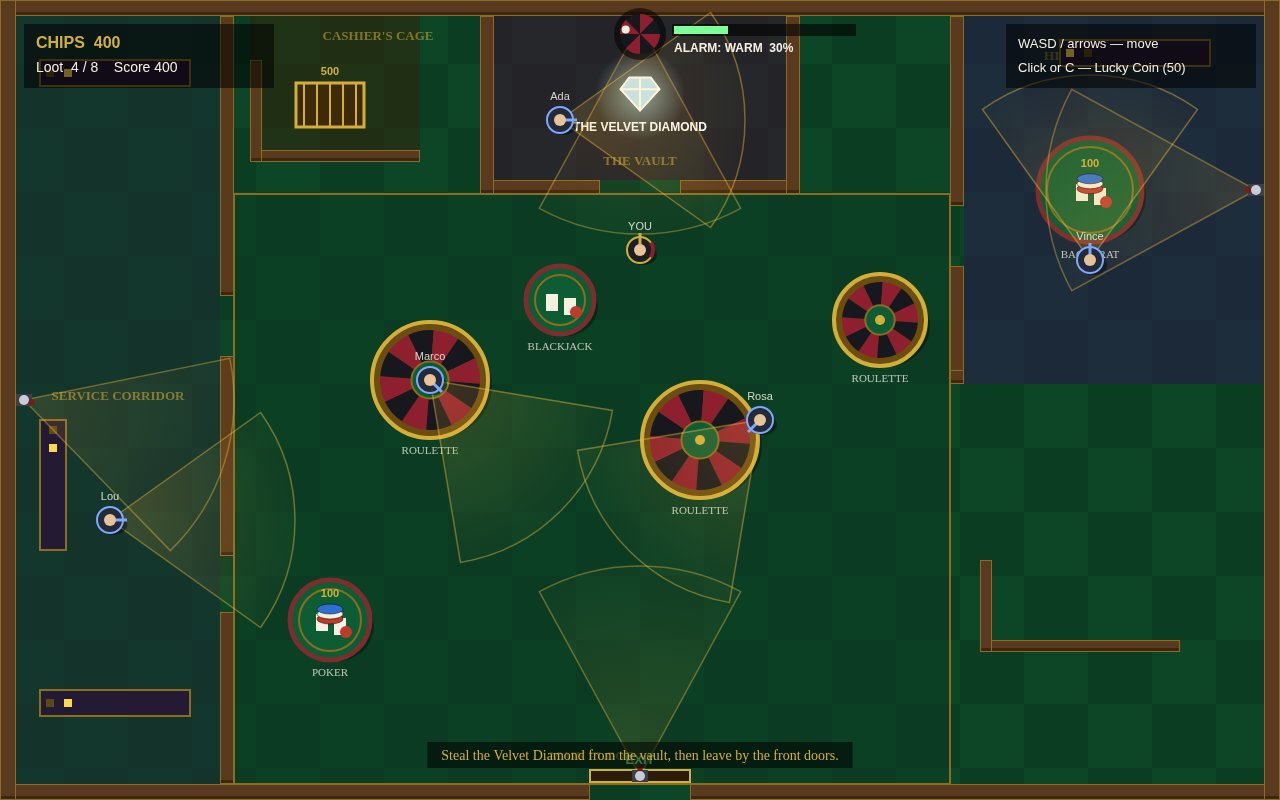 CHIPS 400
Loot 4 / 8 Score 400
CASHIER'S CAGE
500
ALARM: WARM 30%
WASD / arrows — move
Click or C — Lucky Coin (50)
Ada
THE VELVET DIAMOND
THE VAULT
100
Vince
YOU
BLACKJACK
Marco
ROULETTE
ROULETTE
Rosa
ROULETTE
SERVICE CORRIDOR
Lou
100
POKER
Steal the Velvet Diamond from the vault, then leave by the front doors.